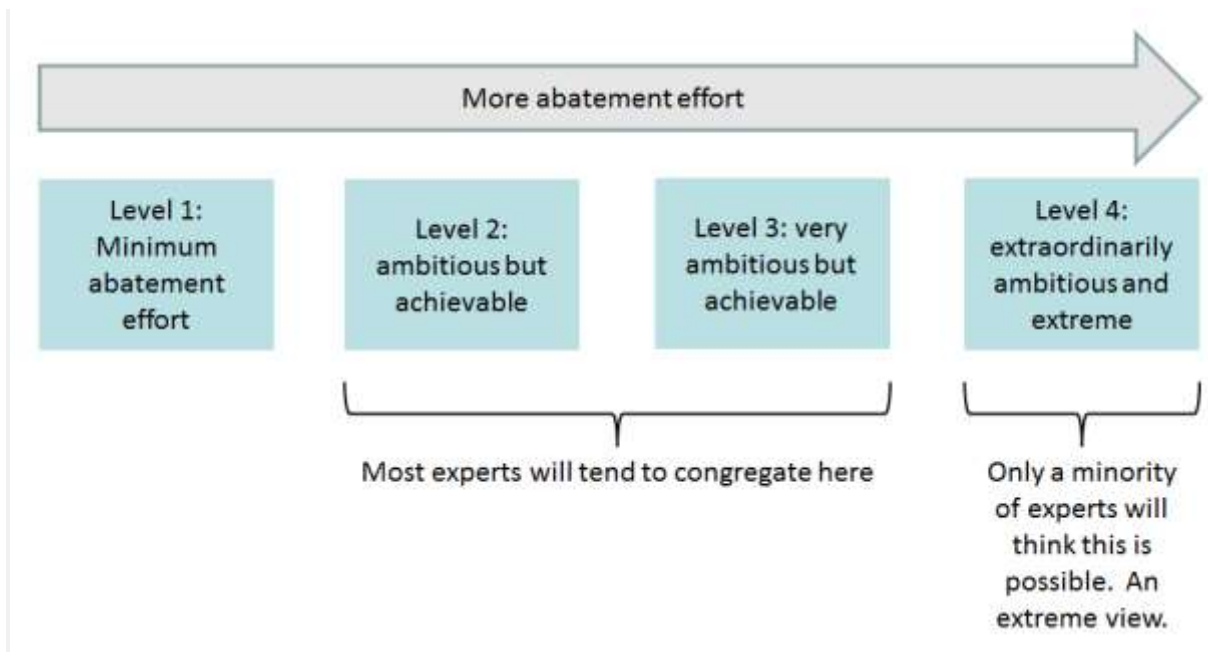 More abatement effort
Level 1:
Minimum
abatement
effort
Level 2:
ambitious but
achievable
Level 3: very
ambitious but
achievable
Level 4:
extraordinarily
ambitious and
extreme
Most experts will tend to congregate here
Only a minority
of experts will
think this is
possible.  An
extreme view.